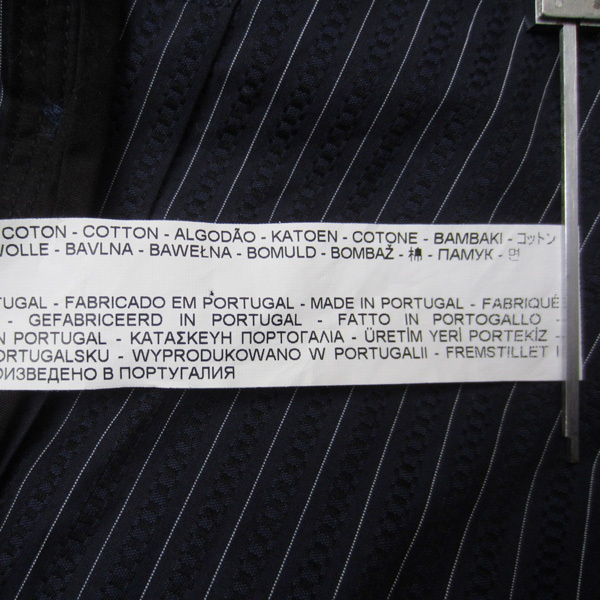 COTON - COTTON - ALGODÃO - KATOEN - COTONE - BAMBAKI - コットン
WOLLE - BAVLNA - BAWEŁNA - BOMULD - BOMBAŽ - 棉 - ПАМУК - 면
TUGAL - FABRICADO EM PORTUGAL - MADE IN PORTUGAL - FABRIQUÉ
- GEFABRICEERD IN PORTUGAL - FATTO IN PORTOGALLO -
N PORTUGAL - ΚΑΤΑΣΚΕΥΗ ΠΟΡΤΟΓΑΛΙΑ - ÜRETİM YERİ PORTEKİZ -
ORTUGALSKU - WYPRODUKOWANO W PORTUGALII - FREMSTILLET I
ОИЗВЕДЕНО В ПОРТУГАЛИЯ